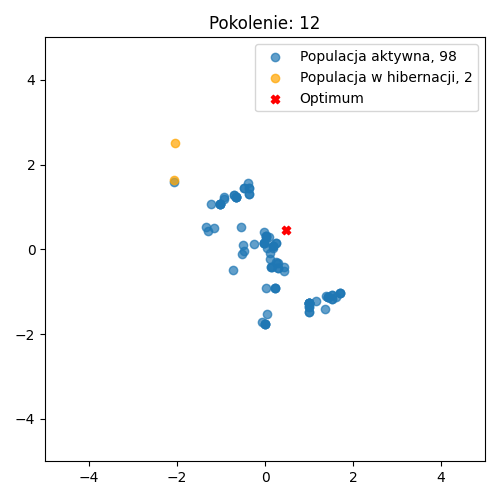 Pokolenie: 12
Populacja aktywna, 98
Populacja w hibernacji, 2
Optimum
4
2
0
−2
−4
−4 −2 0 2 4